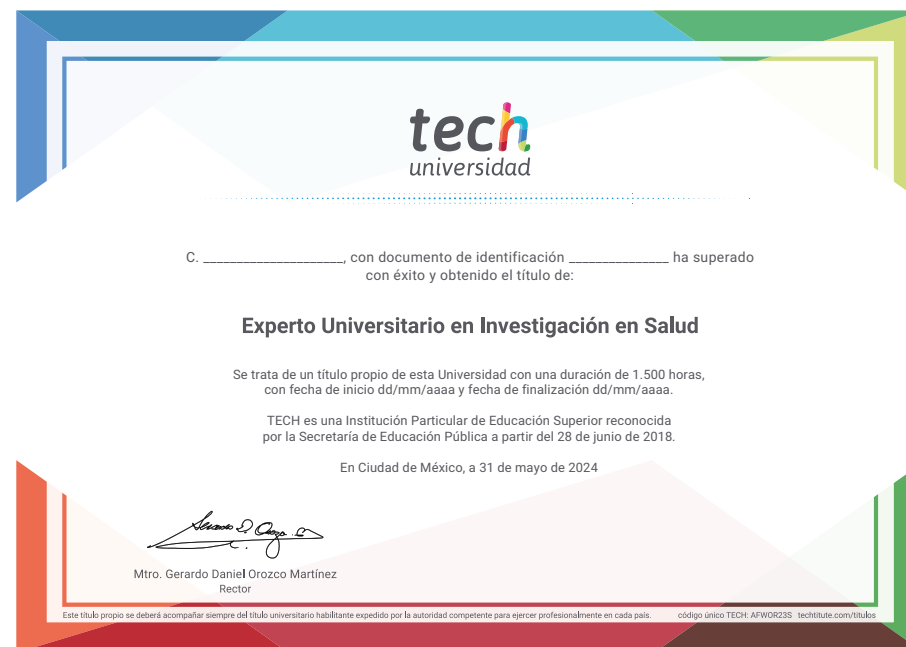 tech
universidad
C. _____________________, con documento de identificación _______________ ha superado
con éxito y obtenido el título de:
Experto Universitario en Investigación en Salud
Se trata de un título propio de esta Universidad con una duración de 1.500 horas,
con fecha de inicio dd/mm/aaaa y fecha de finalización dd/mm/aaaa.
TECH es una Institución Particular de Educación Superior reconocida
por la Secretaría de Educación Pública a partir del 28 de junio de 2018.
En Ciudad de México, a 31 de mayo de 2024
Mtro. Gerardo Daniel Orozco Martínez
Rector
Este título propio se deberá acompañar siempre del título universitario habilitante expedido por la autoridad competente para ejercer profesionalmente en cada país. código único TECH: AFWOR23S techtitute.com/titulos